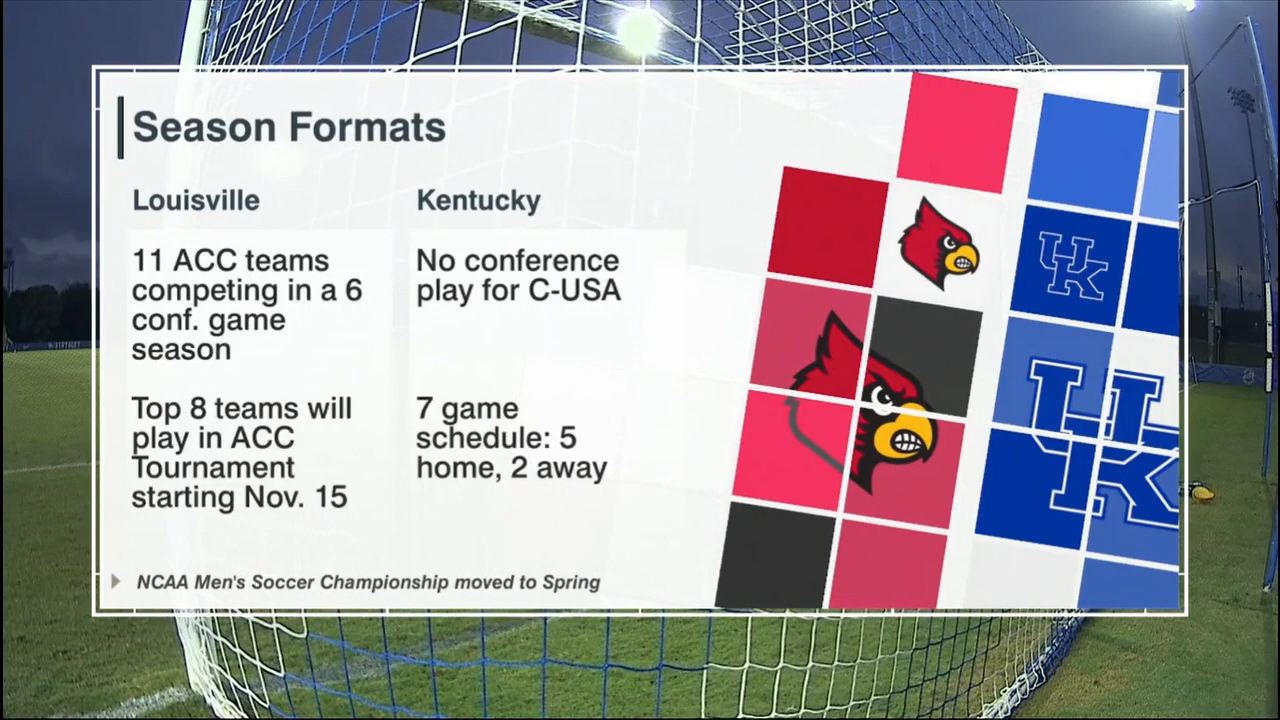 Season Formats
Louisville
11 ACC teams
competing in a 6
conf. game
season
Top 8 teams will
play in ACC
Tournament
starting Nov. 15
Kentucky
No conference
play for C-USA
7 game
schedule: 5
home, 2 away
UK
UK
NCAA Men's Soccer Championship moved to Spring